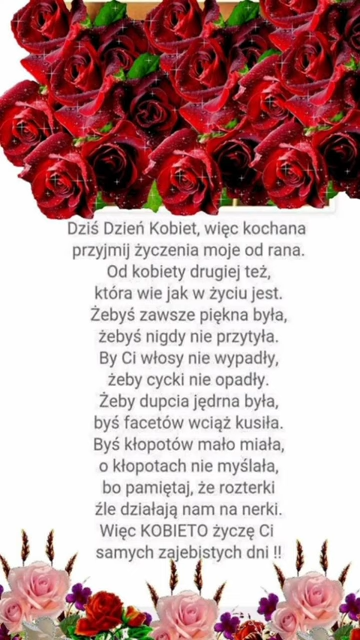 Dziś Dzień Kobiet, więc kochana
przyjmij życzenia moje od rana.
Od kobiety drugiej też,
która wie jak w życiu jest.
Żebyś zawsze piękna była,
żebyś nigdy nie przytyła.
By Ci włosy nie wypadły,
żeby cycki nie opadły.
Żeby dupcia jędrna była,
byś facetów wciąż kusiła.
Byś kłopotów mało miała,
o kłopotach nie myślała,
bo pamiętaj, że rozterki
źle działają nam na nerki.
Więc KOBIETO życzę Ci
samych zajebistych dni !!